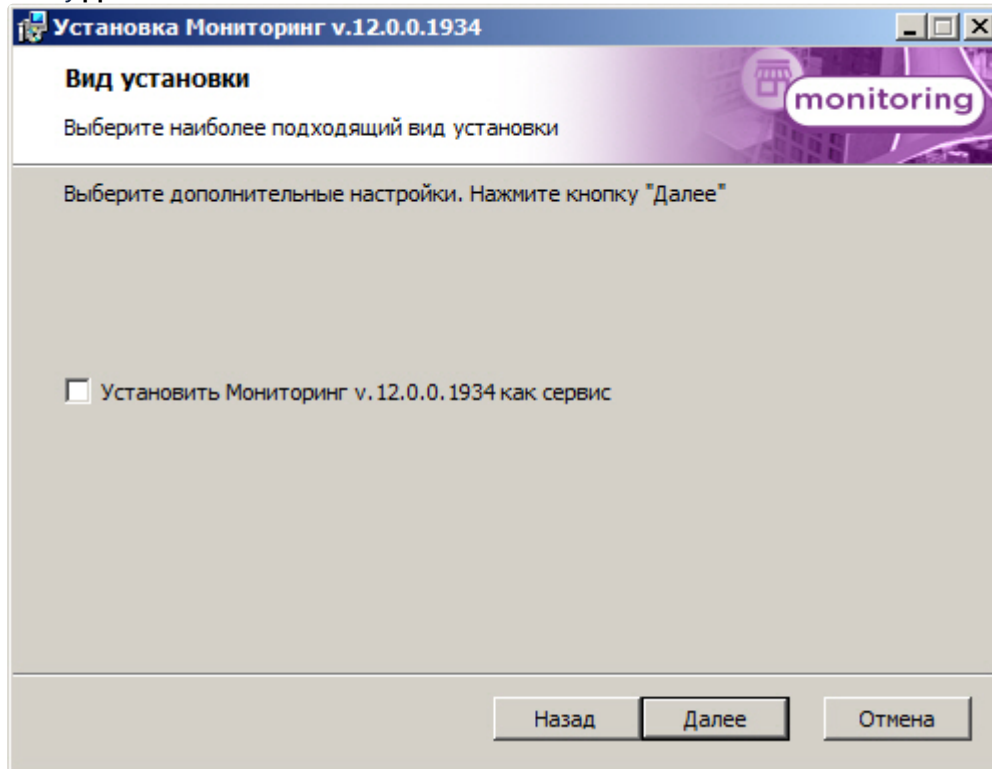 Установка Мониторинг v.12.0.0.1934
Вид установки
monitoring
Выберите наиболее подходящий вид установки
Выберите дополнительные настройки. Нажмите кнопку "Далее"
Установить Мониторинг v.12.0.0.1934 как сервис
Назад
Далее
Отмена